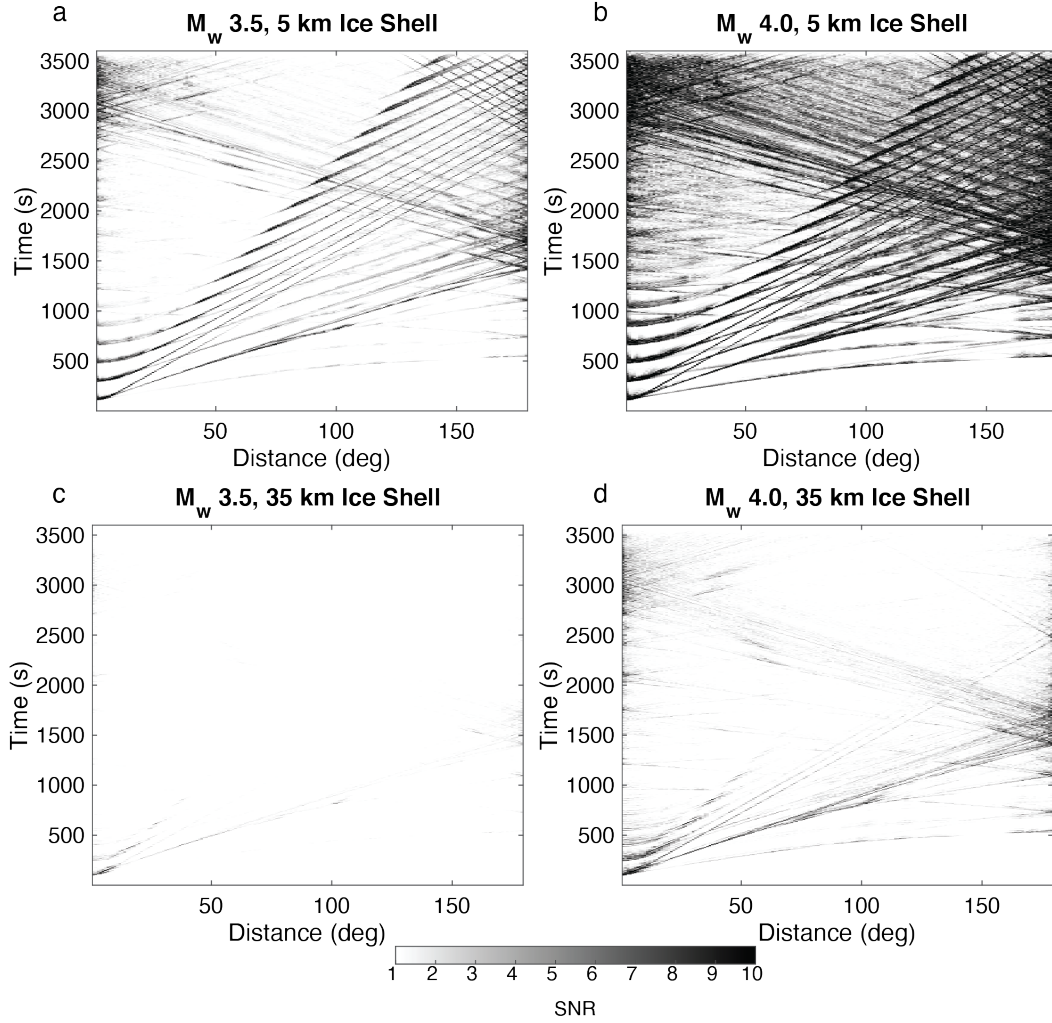 a
M_w 3.5, 5 km Ice Shell
3500
3000
2500
2000
1500
1000
500
Time (s)
50 100 150
Distance (deg)
b
M_w 4.0, 5 km Ice Shell
3500
3000
2500
2000
1500
1000
500
Time (s)
50 100 150
Distance (deg)
c
M_w 3.5, 35 km Ice Shell
3500
3000
2500
2000
1500
1000
500
Time (s)
50 100 150
Distance (deg)
d
M_w 4.0, 35 km Ice Shell
3500
3000
2500
2000
1500
1000
500
Time (s)
50 100 150
Distance (deg)
1 2 3 4 5 6 7 8 9 10
SNR